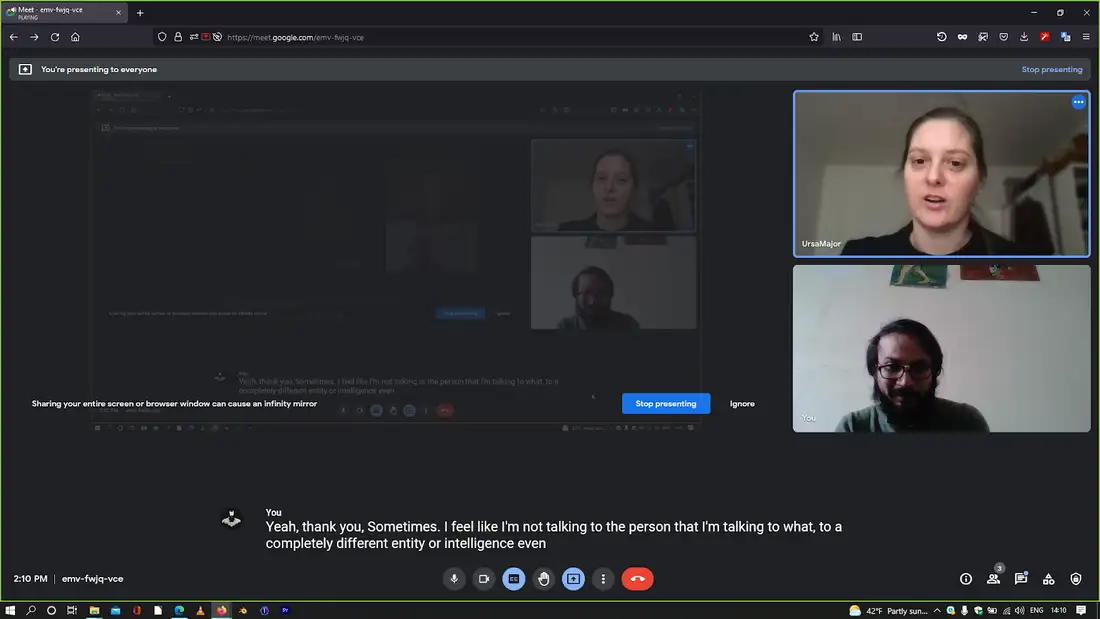 Meet - emv-fwjq-vce
PLAYING
https://meet.google.com/emv-fwjq-vce
You're presenting to everyone
Stop presenting
UrsaMajor
Sharing your entire screen or browser window can cause an infinity mirror
Stop presenting
Ignore
You
You
Yeah, thank you, Sometimes. I feel like I'm not talking to the person that I'm talking to what, to a
completely different entity or intelligence even
2:10 PM | emv-fwjq-vce
3
42°F Partly sun...
ENG
14:10